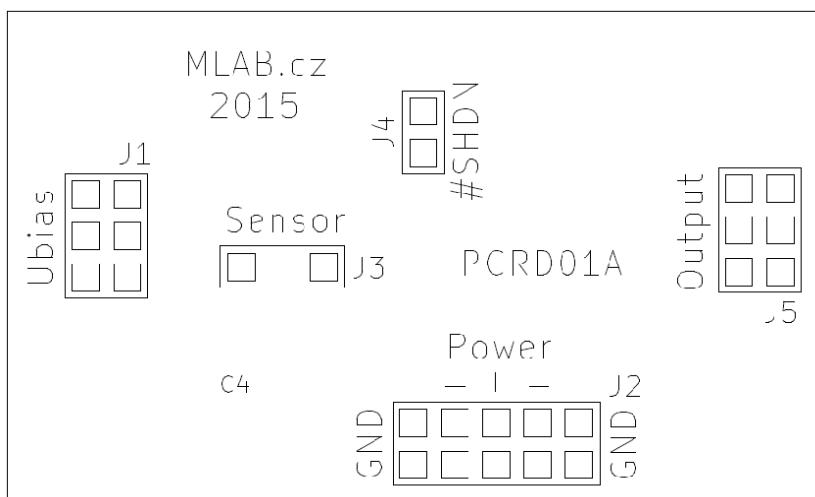 MLAB.cz
2015
J4
#SHDN
J1
Ubias
Sensor
J3
PCRD01A
Output
J5
Power
— | —
C4
J2
GND
GND